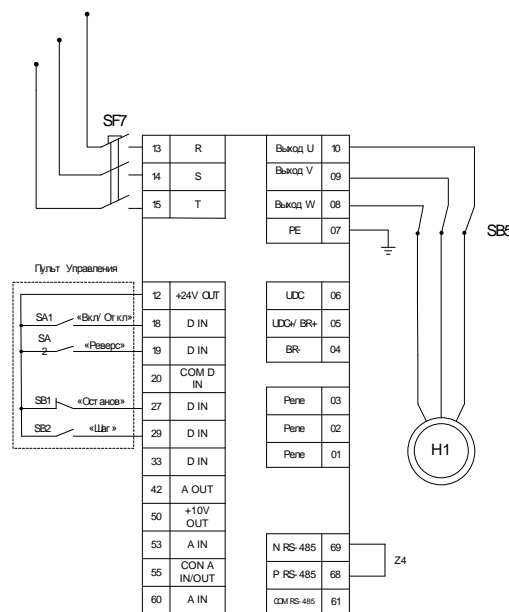 SF7
13 R Выход U 10
14 S Выход V 09
15 T Выход W 08
PE 07
SB5
Пульт Управления
12 +24V OUT UDC 06
SA1 «Вкл/Откл» 18 D IN UDC+/ BR+ 05
SA 2 «Реверс» 19 D IN BR- 04
20 COM D IN
SB1 «Останов» 27 D IN Реле 03
SB2 «Шаг» 29 D IN Реле 02
33 D IN Реле 01
H1
42 A OUT
50 +10V OUT
53 A IN N RS-485 69
Z4
55 CON A IN/OUT P RS-485 68
60 A IN COM RS-485 61